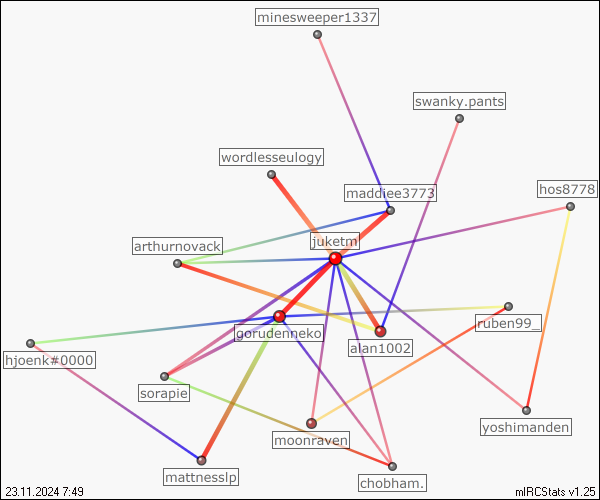 minesweeper1337
swanky.pants
wordlesseulogy
maddiee3773
hos8778
arthurnovack
juketm
gorudenneko
ruben99_
alan1002
hjoenk#0000
sorapie
yoshimanden
moonraven
mattnesslp
chobham.
23.11.2024 7:49
mIRCStats v1.25